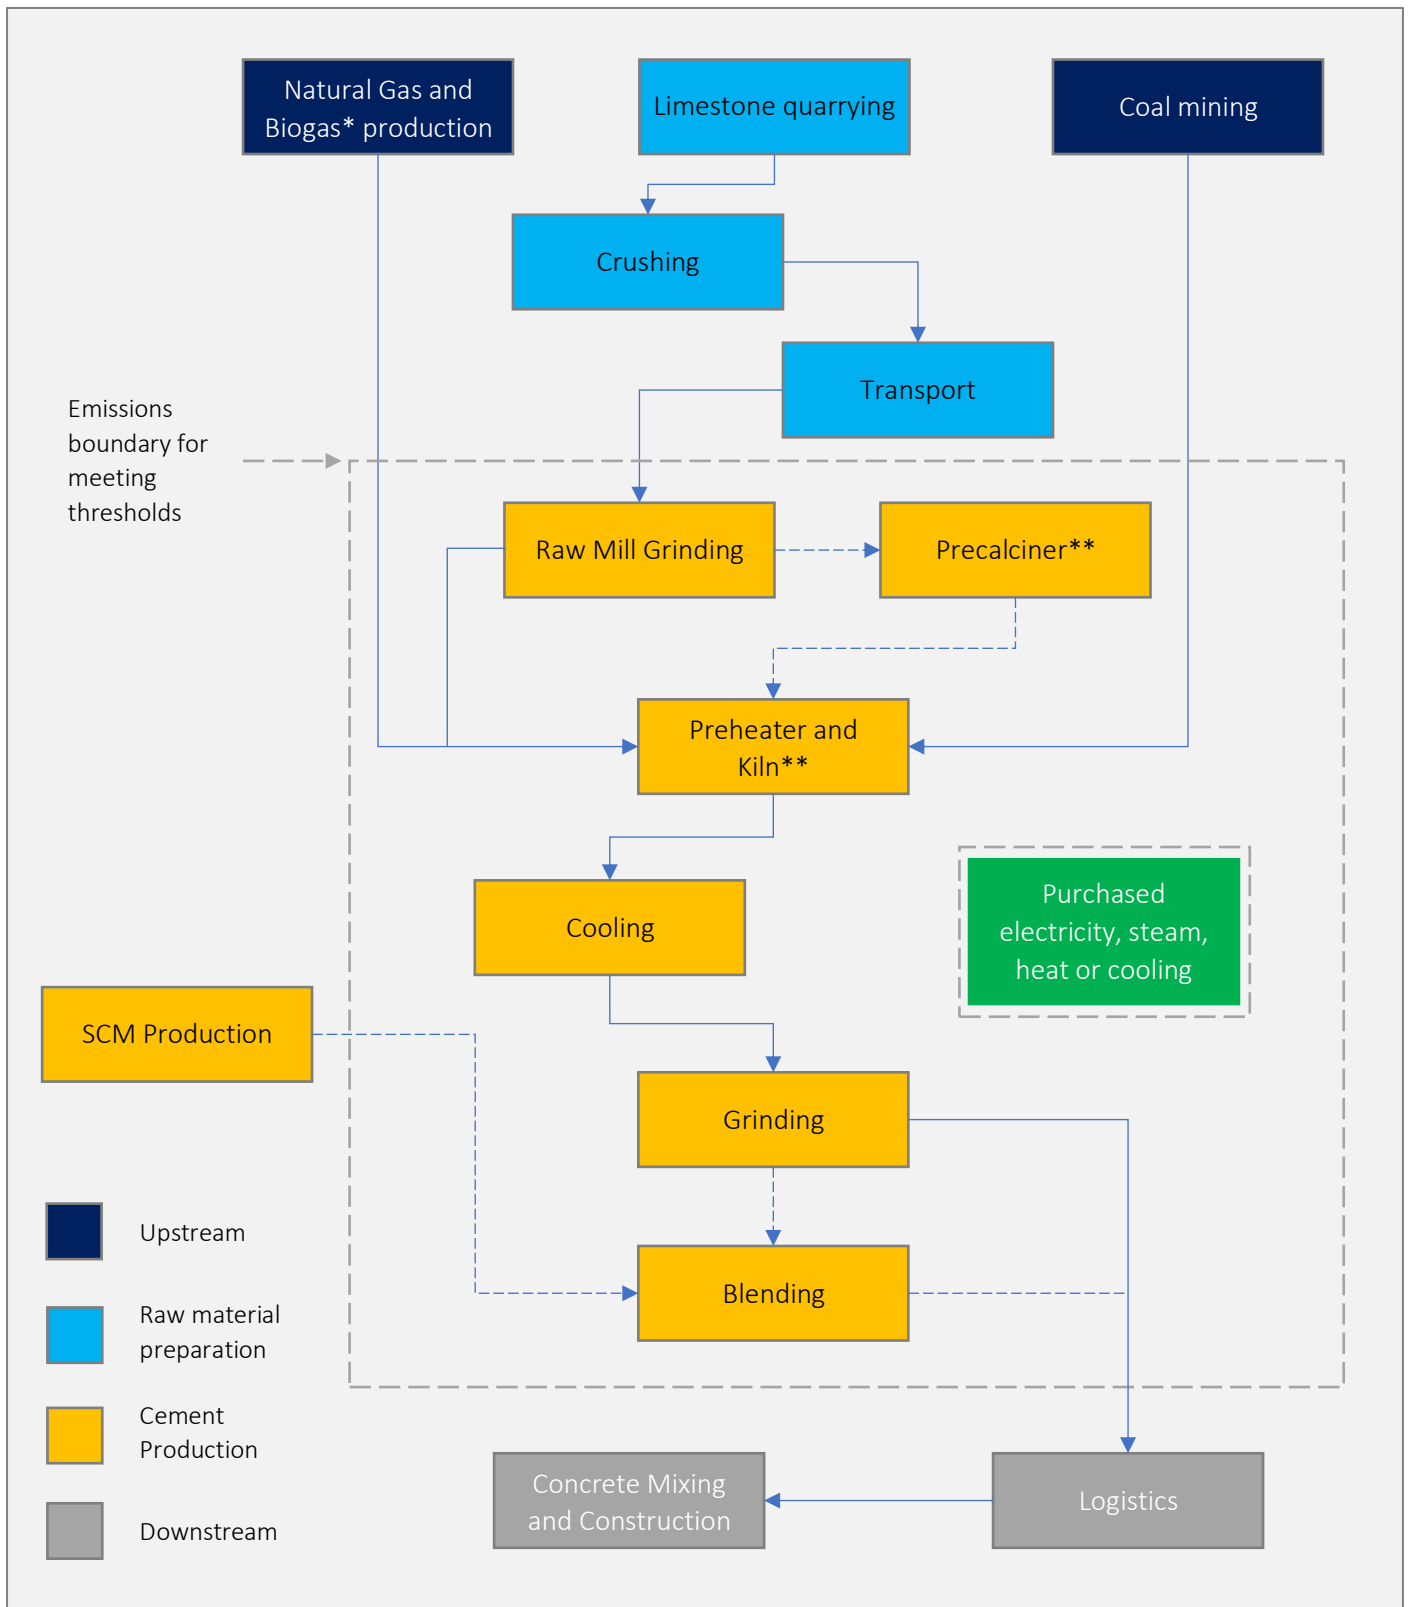 Natural Gas and
Biogas* production
Limestone quarrying
Coal mining
Crushing
Transport
Emissions
boundary for
meeting
thresholds
Raw Mill Grinding
Precalciner**
Preheater and
Kiln**
Cooling
Purchased
electricity, steam,
heat or cooling
SCM Production
Grinding
Blending
Upstream
Raw material
preparation
Cement
Production
Downstream
Concrete Mixing
and Construction
Logistics